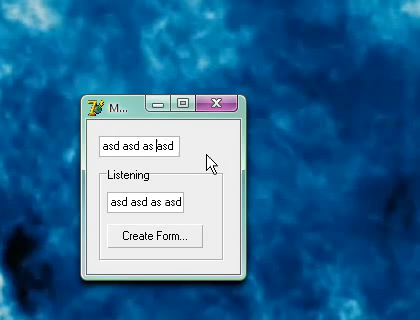 M...
asd asd as asd
Listening
asd asd as asd
Create Form...